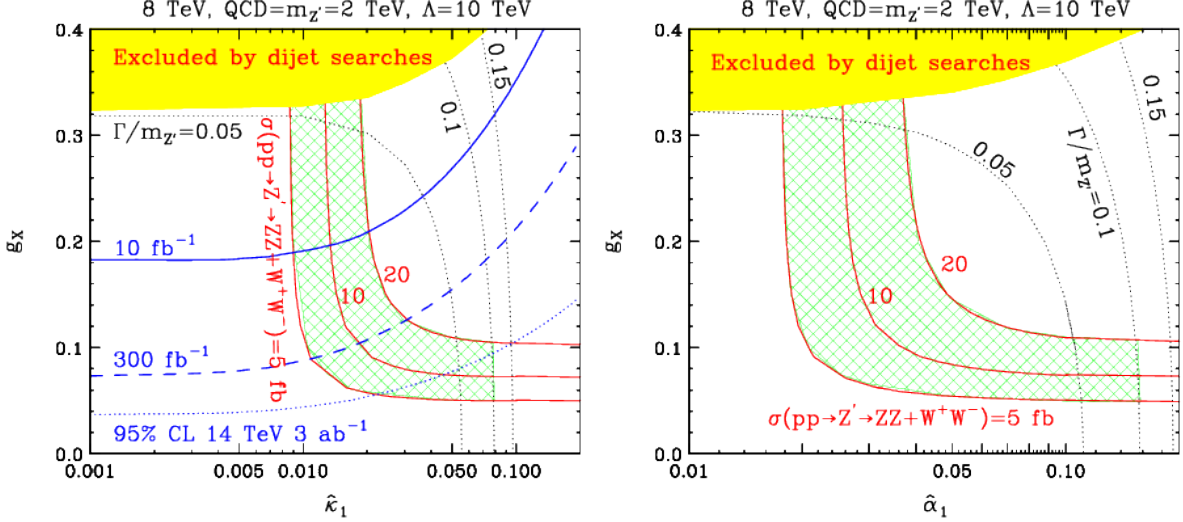 8 TeV, QCD=m_Z'=2 TeV, Λ=10 TeV
0.4
Excluded by dijet searches
0.15
0.1
0.3
Γ/m_Z'=0.05
σ(pp→Z'→ZZ+W⁺W⁻)=5 fb
g_X
0.2
10 fb⁻¹
20
10
0.1
300 fb⁻¹
95% CL 14 TeV 3 ab⁻¹
0.0
0.001 0.005 0.010 0.050 0.100
κ̂₁
8 TeV, QCD=m_Z'=2 TeV, Λ=10 TeV
0.4
Excluded by dijet searches
0.15
0.3
0.05
Γ/m_Z'=0.1
g_X
0.2
20
10
0.1
σ(pp→Z'→ZZ+W⁺W⁻)=5 fb
0.0
0.01 0.05 0.10
α̂₁